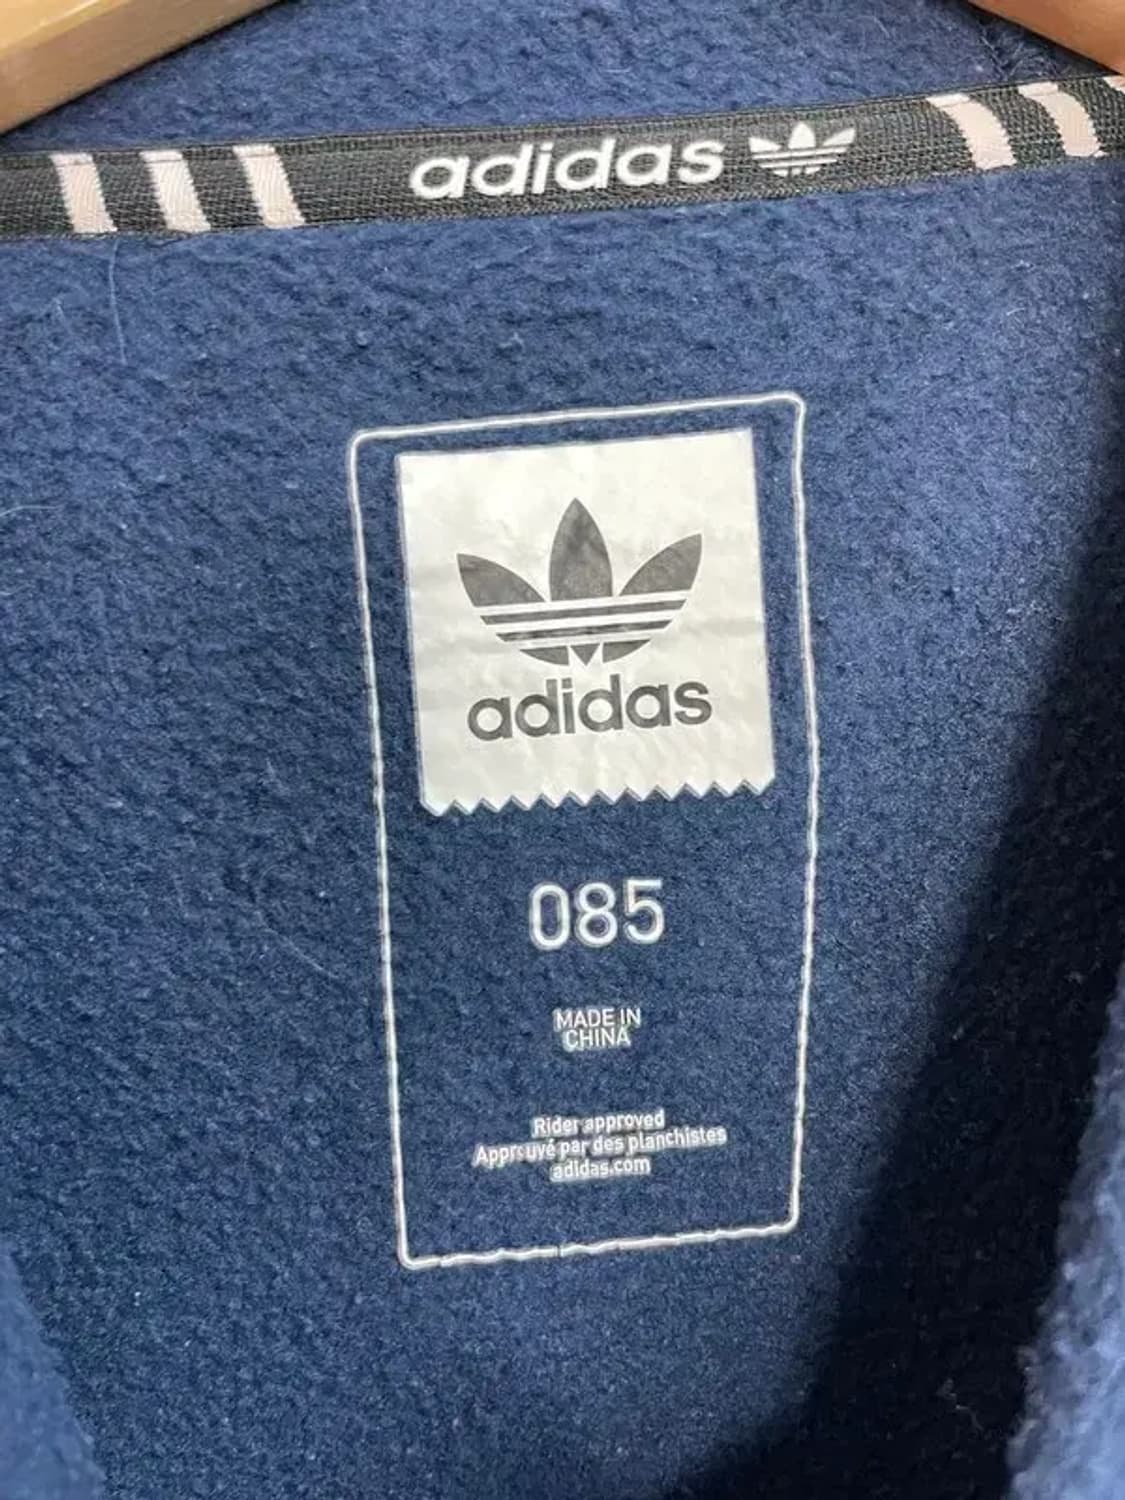 adidas
adidas
085
MADE IN
CHINA
Rider approved
Approuvé par des planchistes
adidas.com